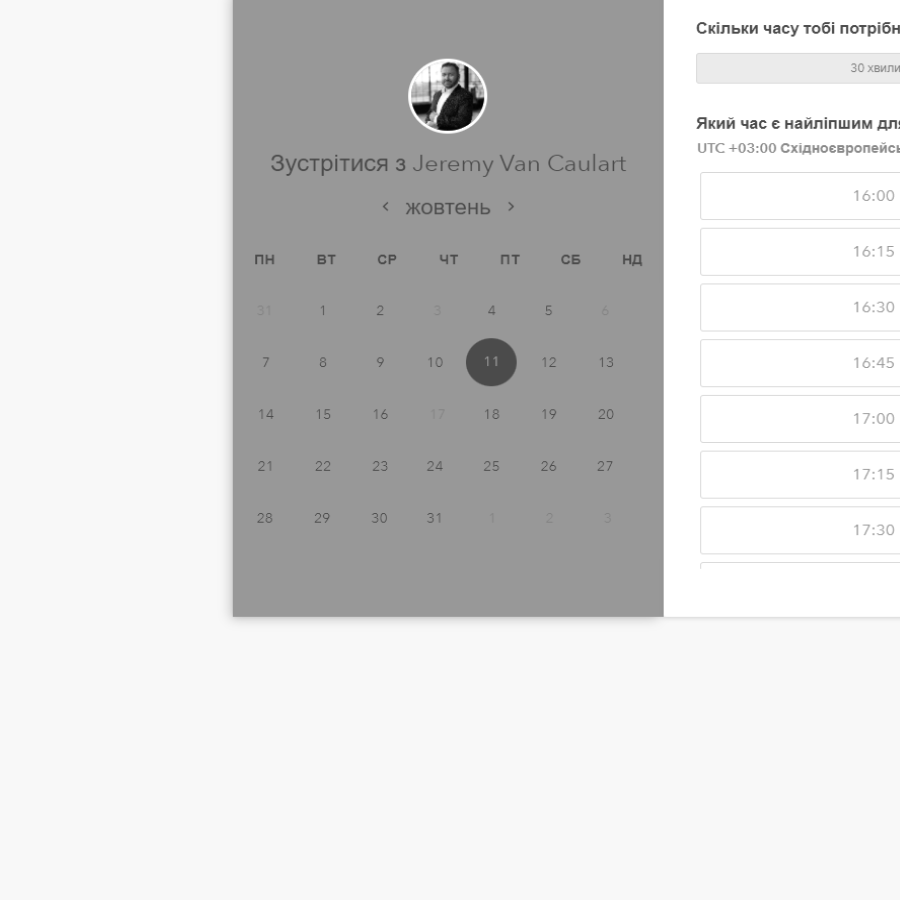 Зустрітися з Jeremy Van Caulart
‹ жовтень ›
ПН ВТ СР ЧТ ПТ СБ НД
31 1 2 3 4 5 6
7 8 9 10 11 12 13
14 15 16 17 18 19 20
21 22 23 24 25 26 27
28 29 30 31 1 2 3
Скільки часу тобі потрібн
30 хвили
Який час є найліпшим дл
UTC +03:00 Східноєвропейсь
16:00
16:15
16:30
16:45
17:00
17:15
17:30